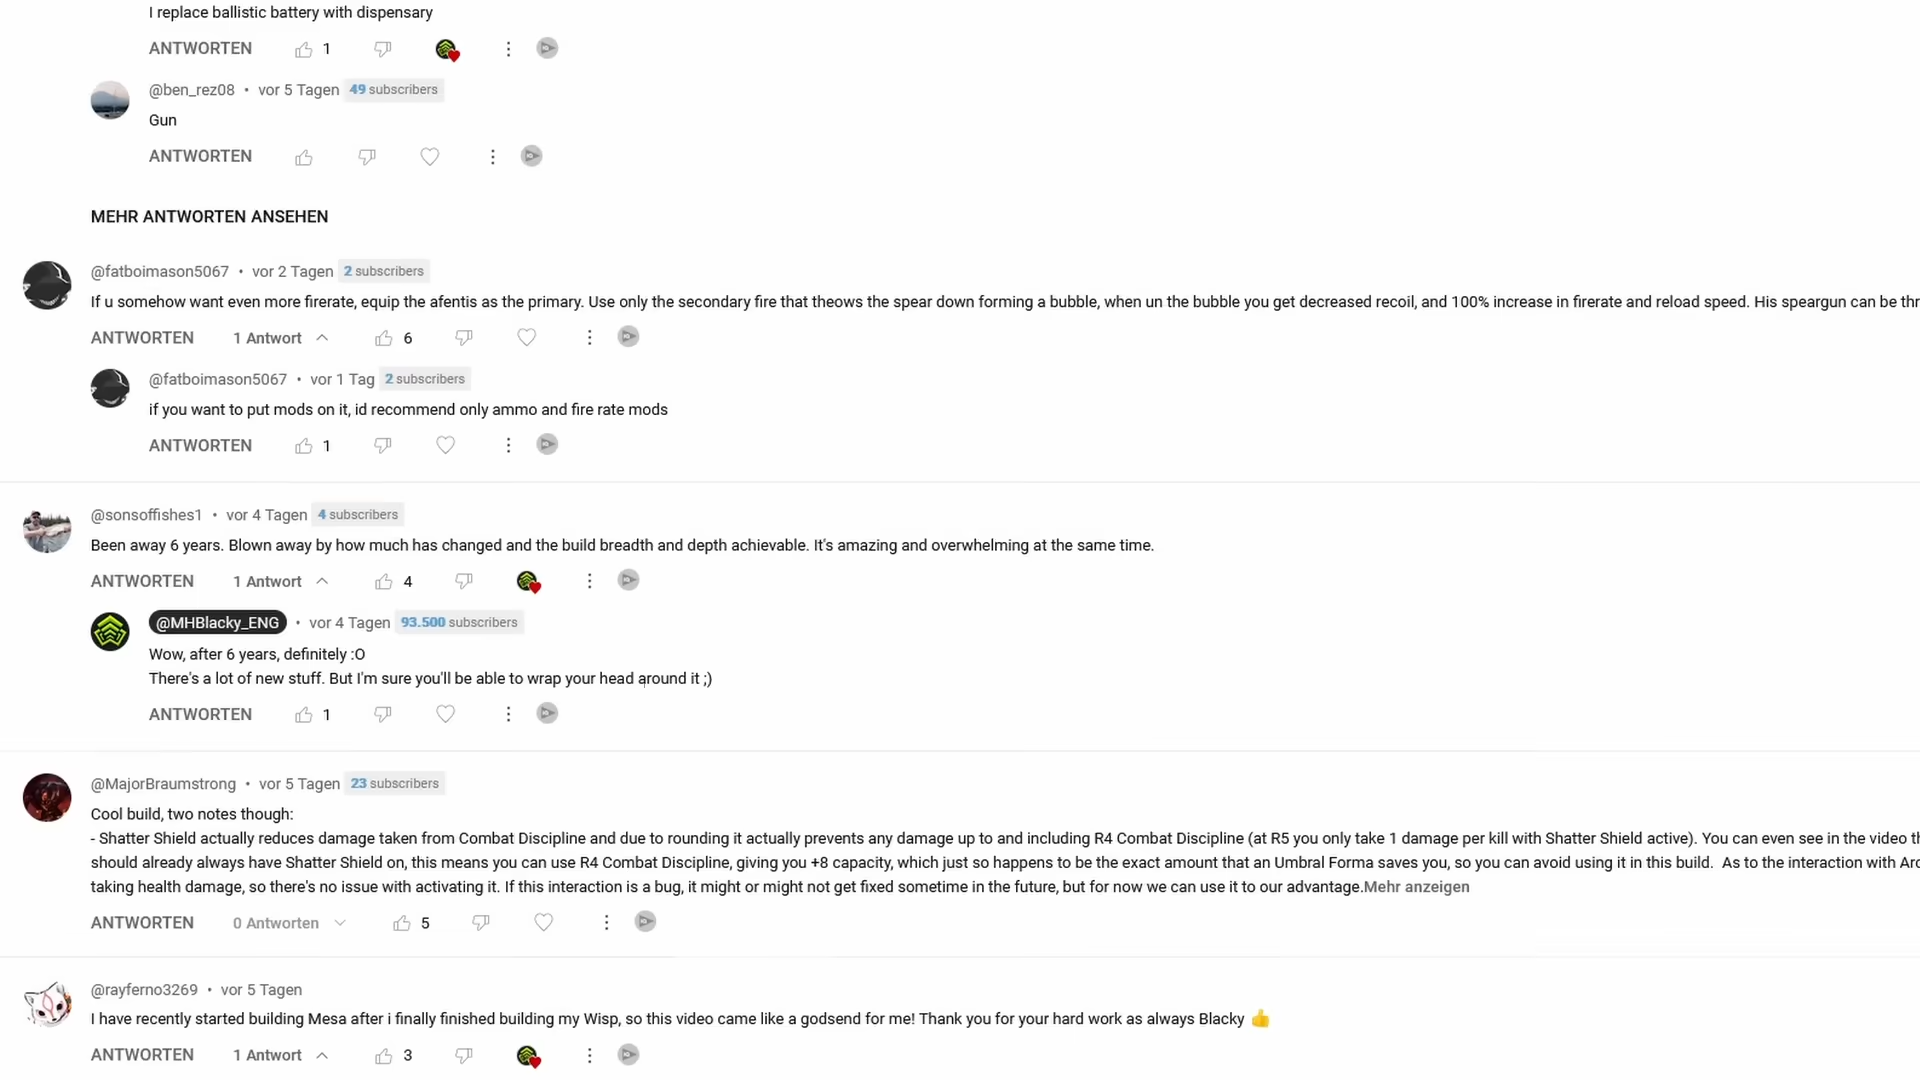 I replace ballistic battery with dispensary
ANTWORTEN 1
@ben_rez08 • vor 5 Tagen 49 subscribers
Gun
ANTWORTEN
MEHR ANTWORTEN ANSEHEN
@fatboimason5067 • vor 2 Tagen 2 subscribers
If u somehow want even more firerate, equip the afentis as the primary. Use only the secondary fire that theows the spear down forming a bubble, when un the bubble you get decreased recoil, and 100% increase in firerate and reload speed. His speargun can be thr
ANTWORTEN 1 Antwort 6
@fatboimason5067 • vor 1 Tag 2 subscribers
if you want to put mods on it, id recommend only ammo and fire rate mods
ANTWORTEN 1
@sonsoffishes1 • vor 4 Tagen 4 subscribers
Been away 6 years. Blown away by how much has changed and the build breadth and depth achievable. It's amazing and overwhelming at the same time.
ANTWORTEN 1 Antwort 4
@MHBlacky_ENG • vor 4 Tagen 93.500 subscribers
Wow, after 6 years, definitely :O
There's a lot of new stuff. But I'm sure you'll be able to wrap your head around it ;)
ANTWORTEN 1
@MajorBraumstrong • vor 5 Tagen 23 subscribers
Cool build, two notes though:
- Shatter Shield actually reduces damage taken from Combat Discipline and due to rounding it actually prevents any damage up to and including R4 Combat Discipline (at R5 you only take 1 damage per kill with Shatter Shield active). You can even see in the video th
should already always have Shatter Shield on, this means you can use R4 Combat Discipline, giving you +8 capacity, which just so happens to be the exact amount that an Umbral Forma saves you, so you can avoid using it in this build. As to the interaction with Arc
taking health damage, so there's no issue with activating it. If this interaction is a bug, it might or might not get fixed sometime in the future, but for now we can use it to our advantage.Mehr anzeigen
ANTWORTEN 0 Antworten 5
@rayferno3269 • vor 5 Tagen
I have recently started building Mesa after i finally finished building my Wisp, so this video came like a godsend for me! Thank you for your hard work as always Blacky 👍
ANTWORTEN 1 Antwort 3